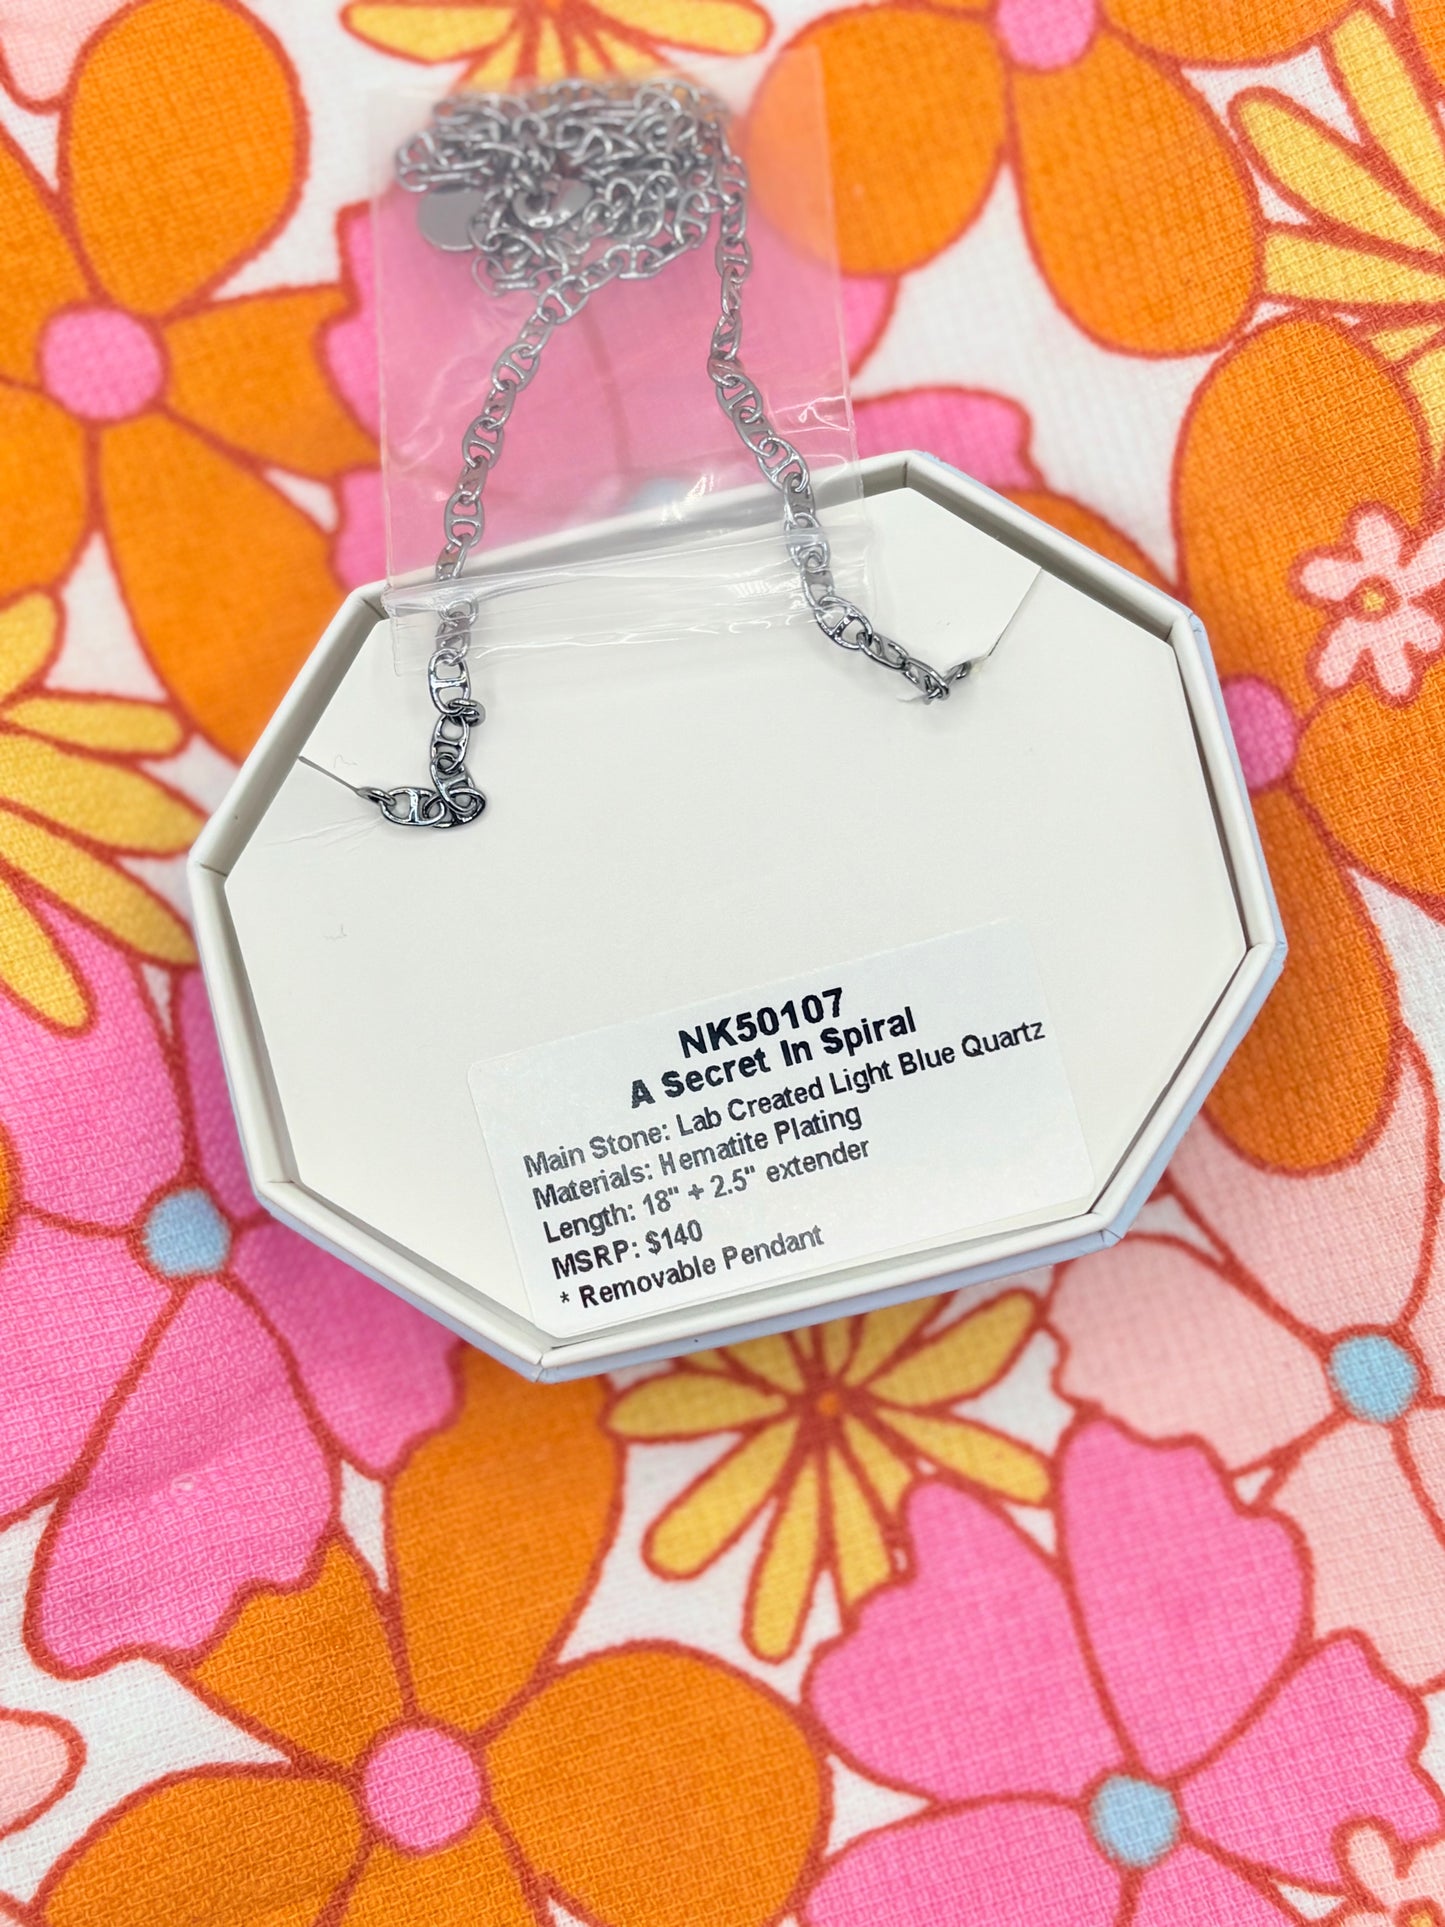 NK50107
A Secret In Spiral
Main Stone: Lab Created Light Blue Quartz
Materials: Hematite Plating
Length: 18" + 2.5" extender
MSRP: $140
* Removable Pendant